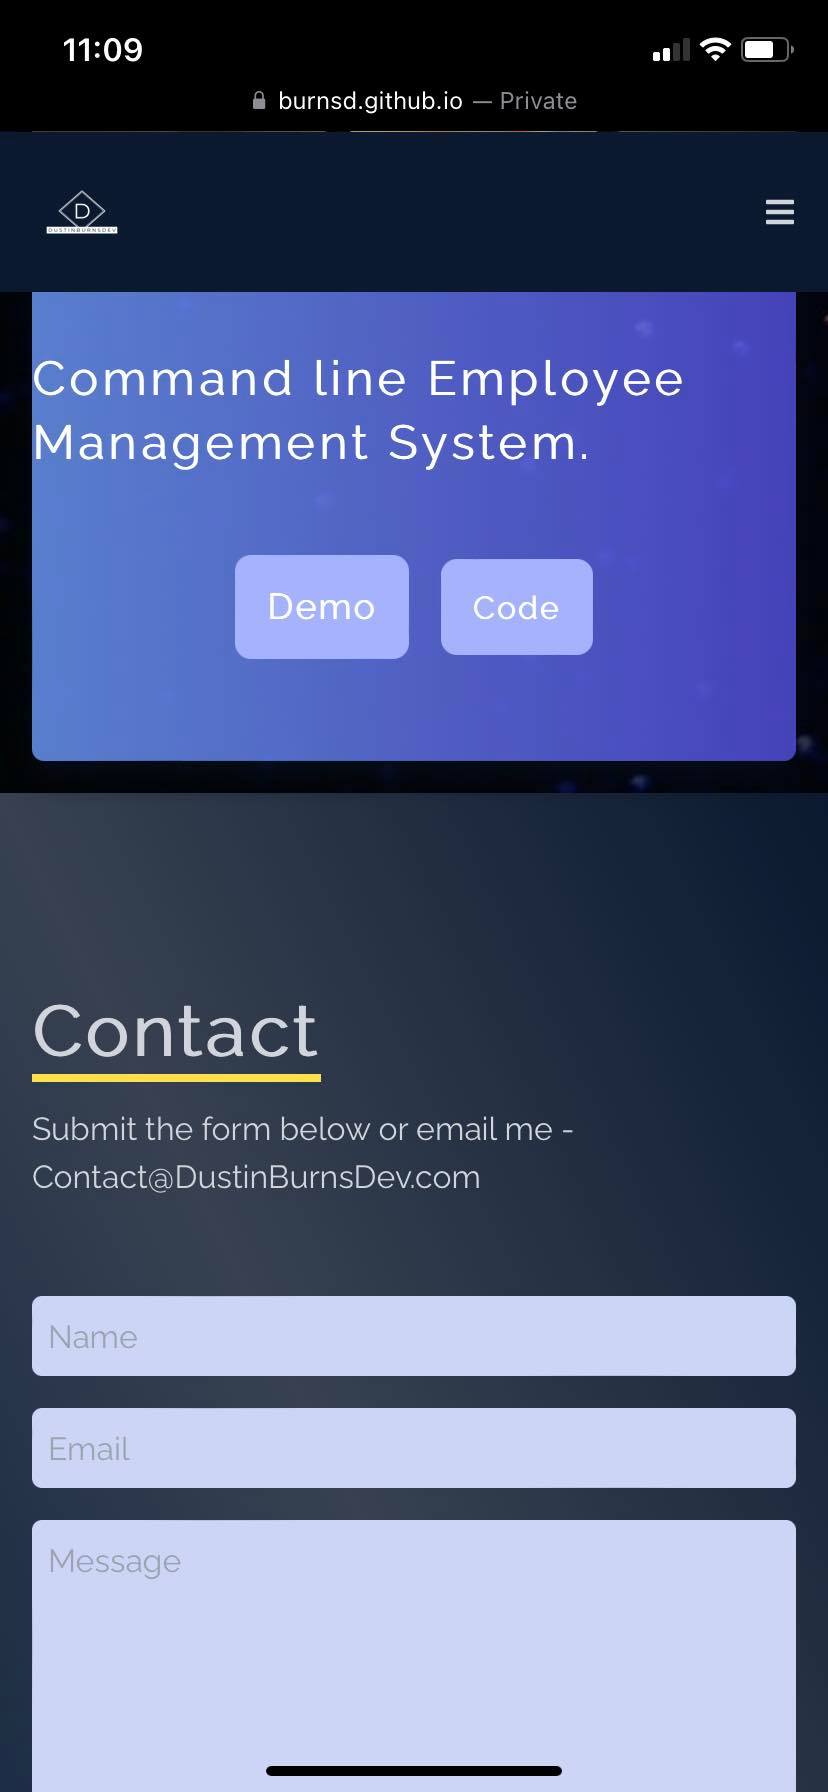 11:09
burnsd.github.io — Private
D
DUSTINBURNSDEV
Command line Employee
Management System.
Demo
Code
Contact
Submit the form below or email me -
Contact@DustinBurnsDev.com
Name
Email
Message